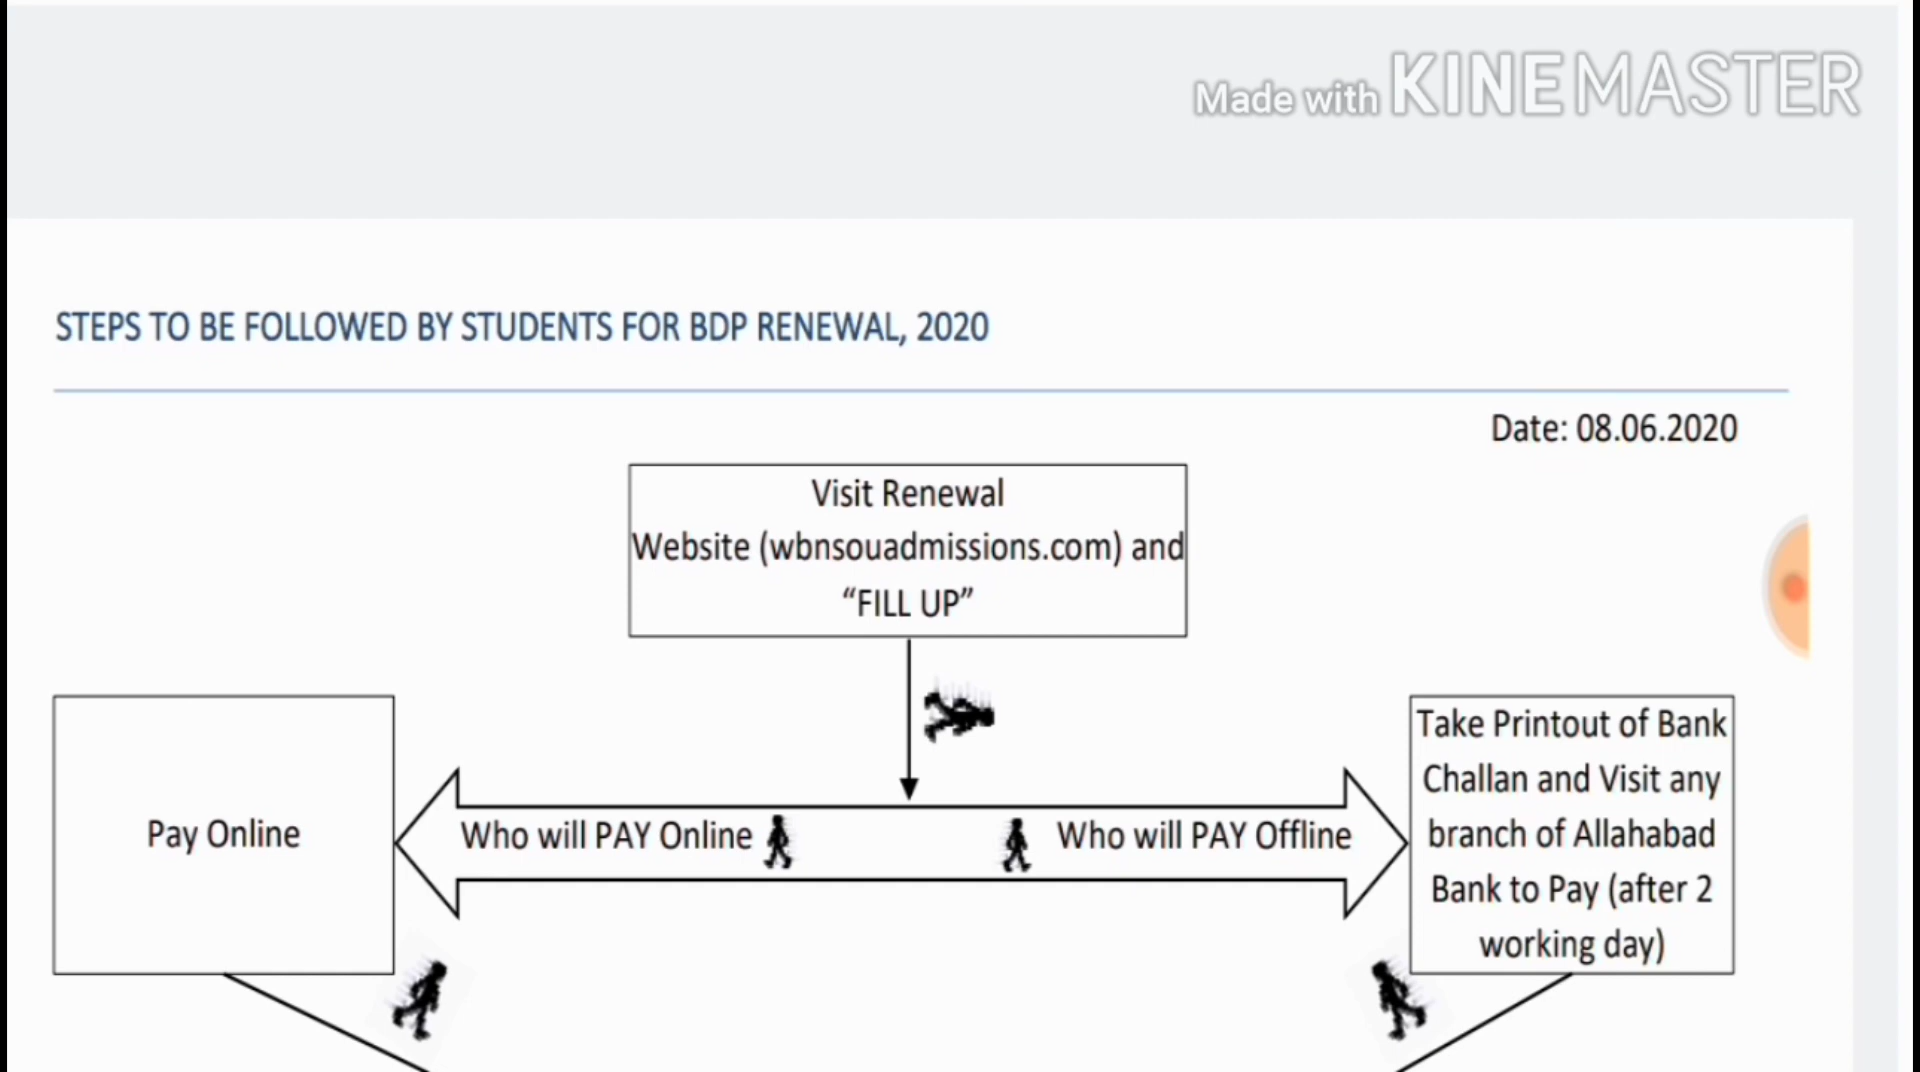 Made with KINEMASTER
STEPS TO BE FOLLOWED BY STUDENTS FOR BDP RENEWAL, 2020
Date: 08.06.2020
Visit Renewal
Website (wbnsouadmissions.com) and
“FILL UP”
Pay Online
Who will PAY Online
Who will PAY Offline
Take Printout of Bank
Challan and Visit any
branch of Allahabad
Bank to Pay (after 2
working day)